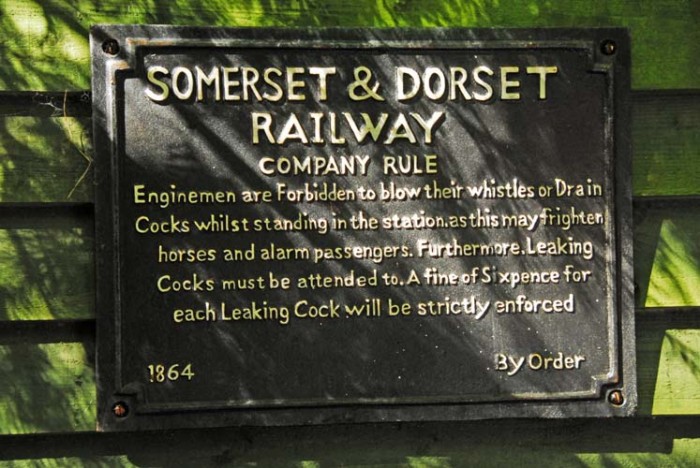 SOMERSET & DORSET
RAILWAY
COMPANY RULE
Enginemen are Forbidden to blow their whistles or Drain
Cocks whilst standing in the station.as this may frighten
horses and alarm passengers. Furthermore.Leaking
Cocks must be attended to. A fine of Sixpence for
each Leaking Cock will be strictly enforced
1864 By Order